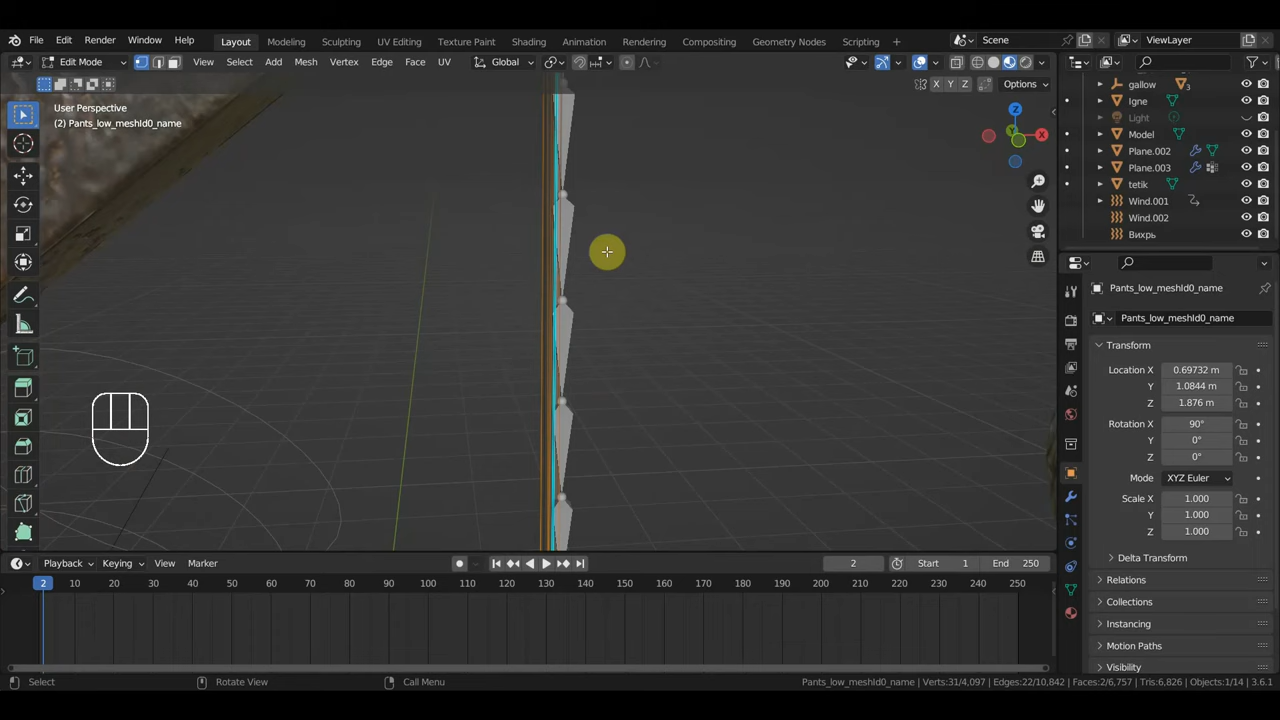 File Edit Render Window Help Layout Modeling Sculpting UV Editing Texture Paint Shading Animation Rendering Compositing Geometry Nodes Scripting + Scene ViewLayer
Edit Mode View Select Add Mesh Vertex Edge Face UV Global
X Y Z Options
User Perspective
(2) Pants_low_meshId0_name
Z
X
Y
gallow 3
Igne
Light
Model
Plane.002
Plane.003
tetik
Wind.001
Wind.002
Вихрь
Pants_low_meshId0_name
Pants_low_meshId0_name
Transform
Location X 0.69732 m
Y 1.0844 m
Z 1.876 m
Rotation X 90°
Y 0°
Z 0°
Mode XYZ Euler
Scale X 1.000
Y 1.000
Z 1.000
Delta Transform
Relations
Collections
Instancing
Motion Paths
Visibility
Playback Keying View Marker 2 Start 1 End 250
2 10 20 30 40 50 60 70 80 90 100 110 120 130 140 150 160 170 180 190 200 210 220 230 240 250
Select Rotate View Call Menu Pants_low_meshId0_name | Verts:31/4,097 | Edges:22/10,842 | Faces:2/6,757 | Tris:6,826 | Objects:1/14 | 3.6.1